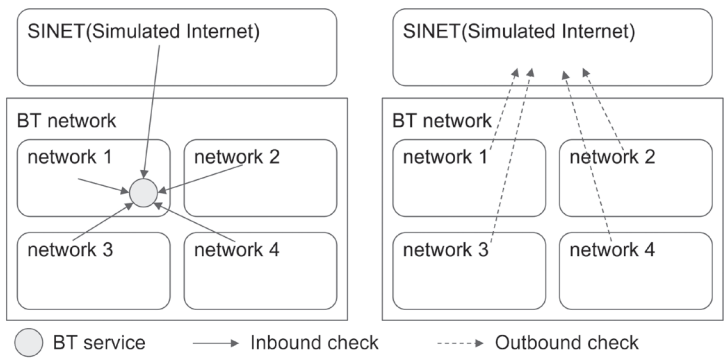 SINET(Simulated Internet)
BT network
network 1
network 2
network 3
network 4
SINET(Simulated Internet)
BT network
network 1
network 2
network 3
network 4
BT service
Inbound check
Outbound check